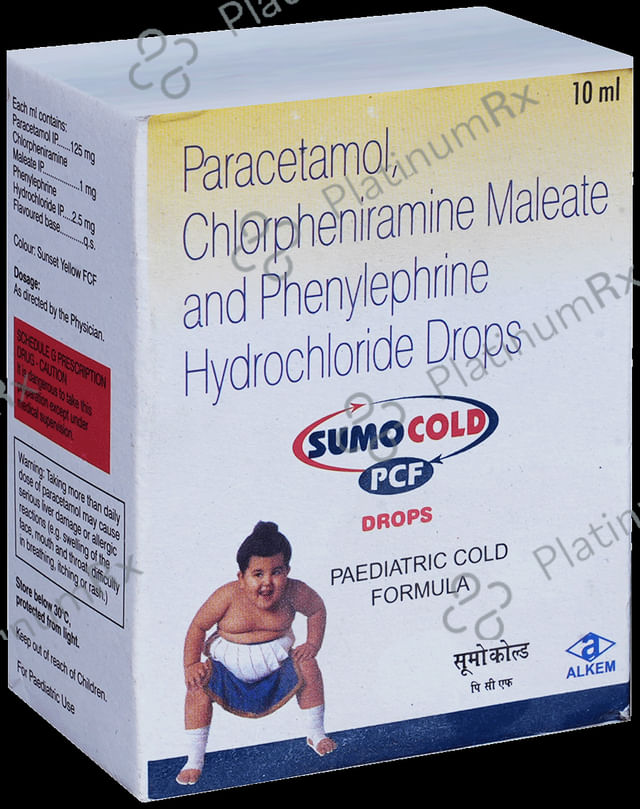 10 ml
Paracetamol,
Chlorpheniramine Maleate
and Phenylephrine
Hydrochloride Drops
SUMO COLD
PCF
DROPS
PAEDIATRIC COLD
FORMULA
सूमो कोल्ड
पि सी एफ
a
ALKEM
Each ml contains:
Paracetamol IP.....125 mg
Chlorpheniramine
Maleate IP..............1 mg
Phenylephrine
Hydrochloride IP...2.5 mg
Flavoured base.........q.s.
Colour: Sunset Yellow FCF
Dosage:
As directed by the Physician.
SCHEDULE G PRESCRIPTION
DRUG - CAUTION
It is dangerous to take this
preparation except under
medical supervision.
Warning: Taking more than daily
dose of paracetamol may cause
serious liver damage or allergic
reactions (e.g. swelling of the
face, mouth and throat, difficulty
in breathing, itching or rash.)
Store below 30°C,
protected from light.
Keep out of reach of Children.
For Paediatric Use
PlatinumRx
PlatinumRx
PlatinumRx